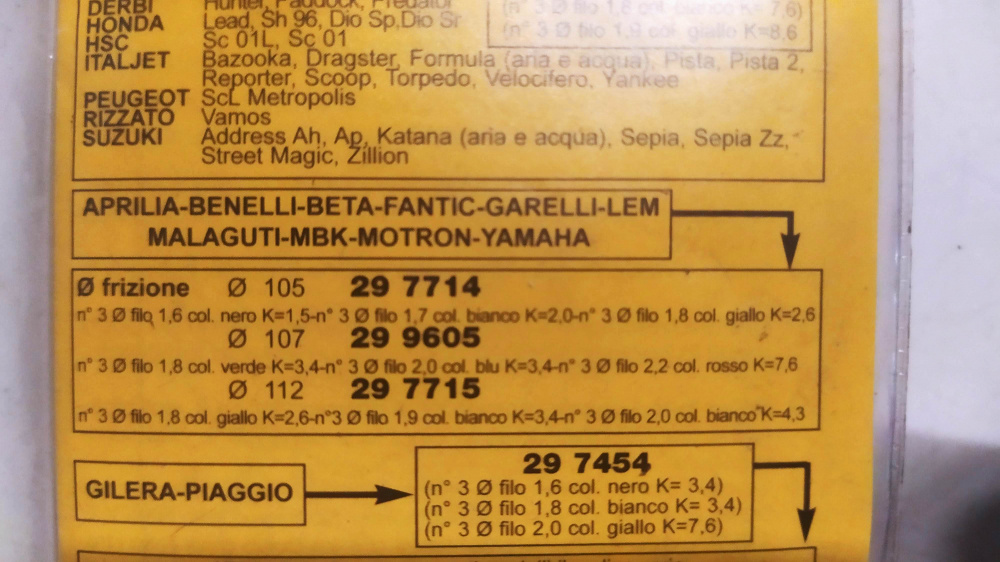 DERBI Hunter, Paddock, Predator
HONDA Lead, Sh 96, Dio Sp,Dio Sr
HSC Sc 01L, Sc 01
(n° 3 Ø filo 1,8 col. bianco K= 7,6)
(n° 3 Ø filo 1,9 col. giallo K=8,6
ITALJET Bazooka, Dragster, Formula (aria e acqua), Pista, Pista 2,
Reporter, Scoop, Torpedo, Velocifero, Yankee
PEUGEOT ScL Metropolis
RIZZATO Vamos
SUZUKI Address Ah, Ap, Katana (aria e acqua), Sepia, Sepia Zz,
Street Magic, Zillion
APRILIA-BENELLI-BETA-FANTIC-GARELLI-LEM
MALAGUTI-MBK-MOTRON-YAMAHA
Ø frizione Ø 105 29 7714
n° 3 Ø filo 1,6 col. nero K=1,5-n° 3 Ø filo 1,7 col. bianco K=2,0-n° 3 Ø filo 1,8 col. giallo K=2,6
Ø 107 29 9605
n° 3 Ø filo 1,8 col. verde K=3,4-n° 3 Ø filo 2,0 col. blu K=3,4-n° 3 Ø filo 2,2 col. rosso K=7,6
Ø 112 29 7715
n° 3 Ø filo 1,8 col. giallo K=2,6-n°3 Ø filo 1,9 col. bianco K=3,4-n° 3 Ø filo 2,0 col. bianco K=4,3
GILERA-PIAGGIO
29 7454
(n° 3 Ø filo 1,6 col. nero K= 3,4)
(n° 3 Ø filo 1,8 col. bianco K= 3,4)
(n° 3 Ø filo 2,0 col. giallo K=7,6)